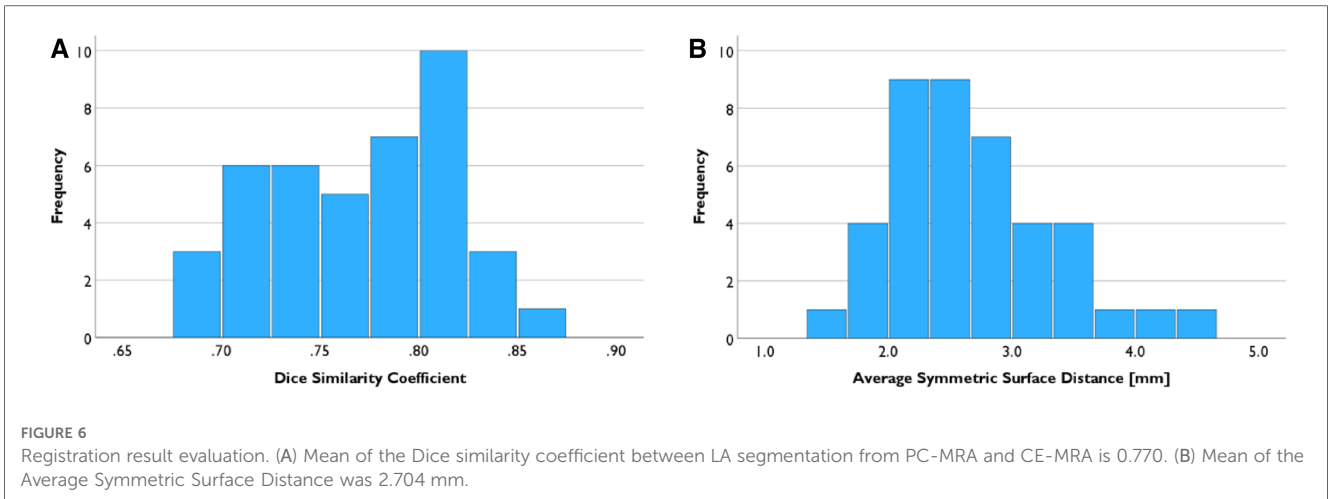 A
10
8
6
4
2
0
Frequency
.65 .70 .75 .80 .85 .90
Dice Similarity Coefficient
B
10
8
6
4
2
0
Frequency
1.0 2.0 3.0 4.0 5.0
Average Symmetric Surface Distance [mm]
FIGURE 6
Registration result evaluation. (A) Mean of the Dice similarity coefficient between LA segmentation from PC-MRA and CE-MRA is 0.770. (B) Mean of the
Average Symmetric Surface Distance was 2.704 mm.